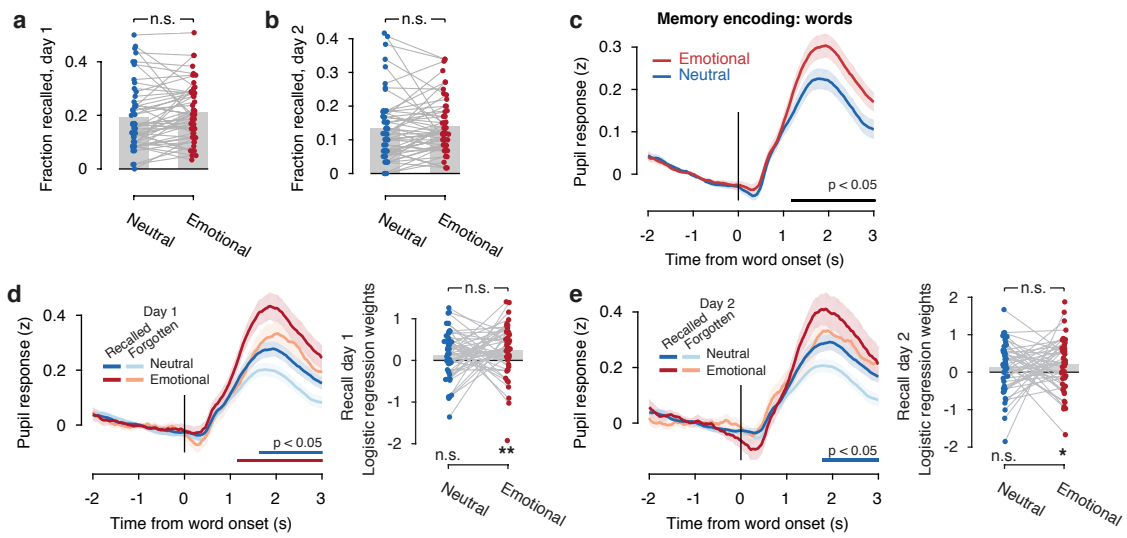 a
n.s.
Fraction recalled, day 1
0.4
0.2
0
Neutral
Emotional
b
n.s.
Fraction recalled, day 2
0.4
0.3
0.2
0.1
0
Neutral
Emotional
c
Memory encoding: words
Pupil response (z)
0.3
0.2
0.1
0
Emotional
Neutral
p < 0.05
-2 -1 0 1 2 3
Time from word onset (s)
d
Pupil response (z)
0.4
0.2
0
Day 1
Recalled
Forgotten
Neutral
Emotional
p < 0.05
-2 -1 0 1 2 3
Time from word onset (s)
n.s.
Recall day 1
Logistic regression weights
1
0
-1
-2
n.s.
**
Neutral
Emotional
e
Pupil response (z)
0.4
0.2
0
Day 2
Recalled
Forgotten
Neutral
Emotional
p < 0.05
-2 -1 0 1 2 3
Time from word onset (s)
n.s.
Recall day 2
Logistic regression weights
2
1
0
-1
-2
n.s.
*
Neutral
Emotional